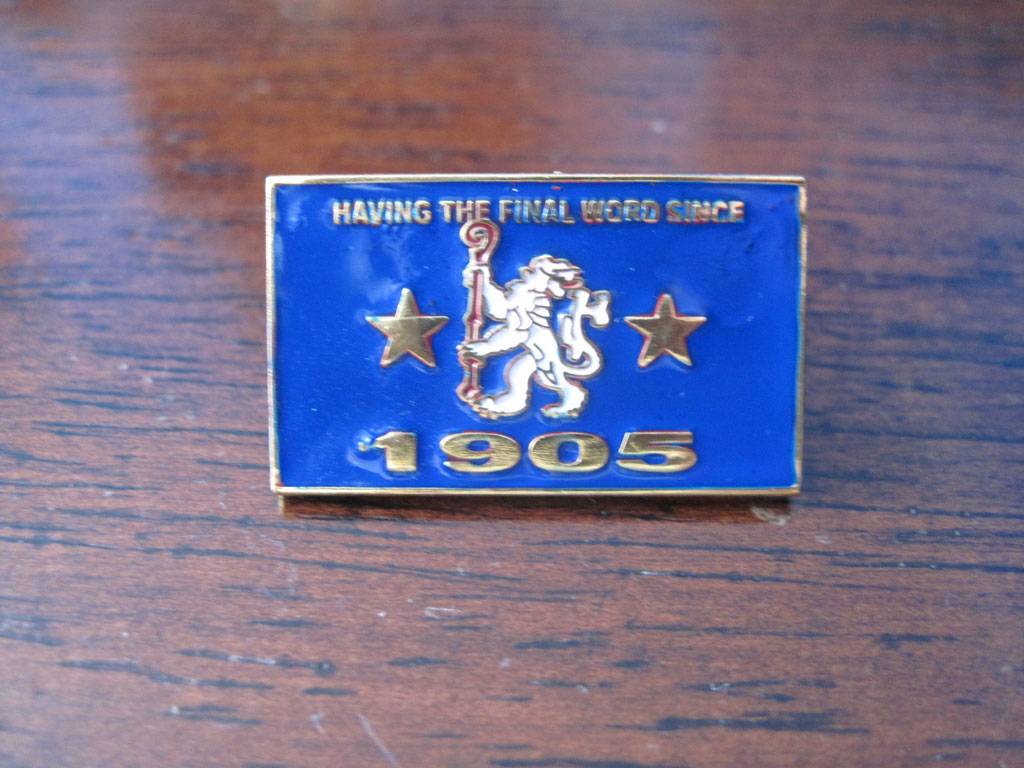 HAVING THE FINAL WORD SINCE
1905